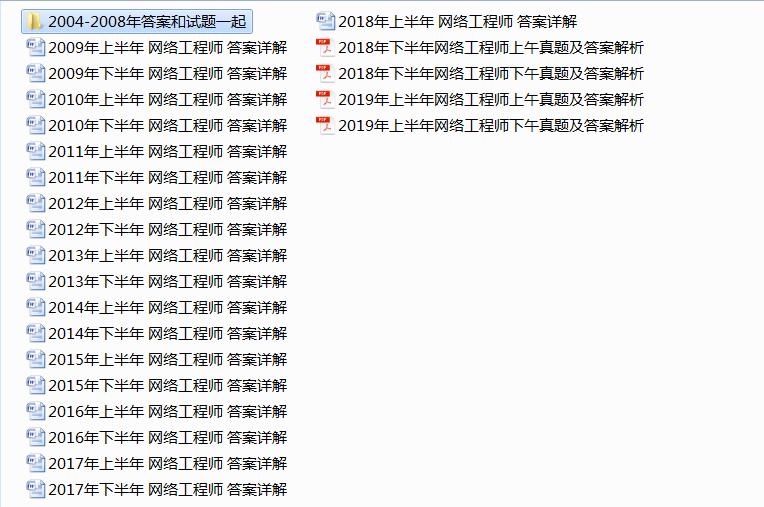 2004-2008年答案和试题一起
2009年上半年 网络工程师 答案详解
2009年下半年 网络工程师 答案详解
2010年上半年 网络工程师 答案详解
2010年下半年 网络工程师 答案详解
2011年上半年 网络工程师 答案详解
2011年下半年 网络工程师 答案详解
2012年上半年 网络工程师 答案详解
2012年下半年 网络工程师 答案详解
2013年上半年 网络工程师 答案详解
2013年下半年 网络工程师 答案详解
2014年上半年 网络工程师 答案详解
2014年下半年 网络工程师 答案详解
2015年上半年 网络工程师 答案详解
2015年下半年 网络工程师 答案详解
2016年上半年 网络工程师 答案详解
2016年下半年 网络工程师 答案详解
2017年上半年 网络工程师 答案详解
2017年下半年 网络工程师 答案详解
2018年上半年 网络工程师 答案详解
2018年下半年网络工程师上午真题及答案解析
2018年下半年网络工程师下午真题及答案解析
2019年上半年网络工程师上午真题及答案解析
2019年上半年网络工程师下午真题及答案解析